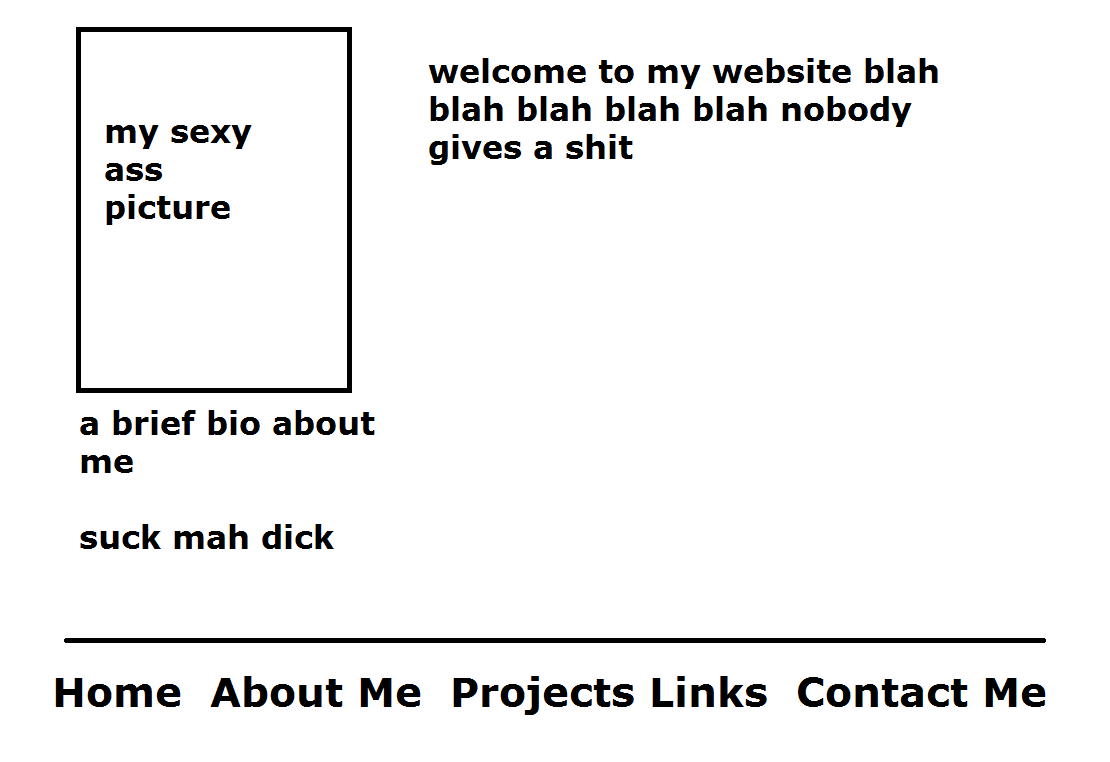 my sexy
ass
picture
welcome to my website blah
blah blah blah blah nobody
gives a shit
a brief bio about
me
suck mah dick
Home About Me Projects Links Contact Me